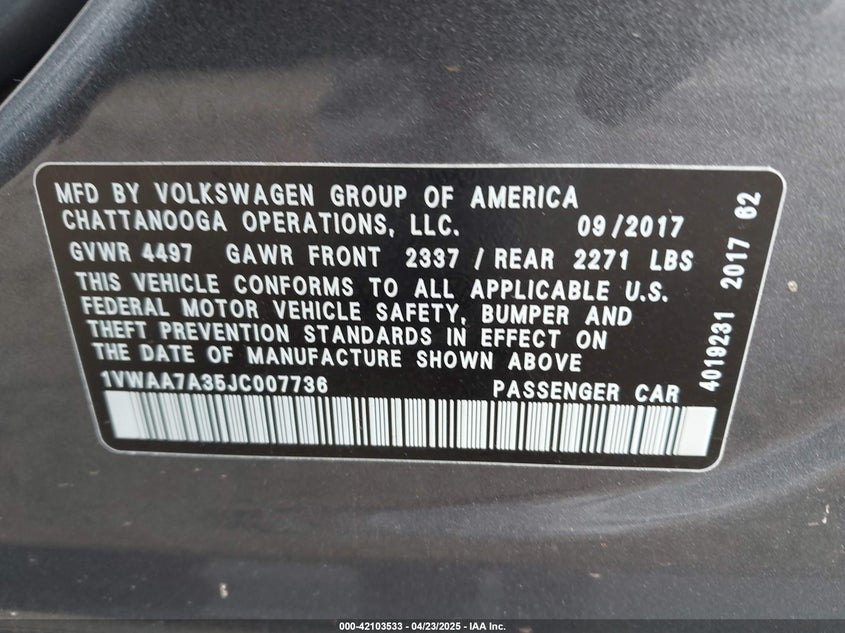 MFD BY VOLKSWAGEN GROUP OF AMERICA
CHATTANOOGA OPERATIONS, LLC. 09/2017
GVWR 4497 GAWR FRONT 2337 / REAR 2271 LBS
THIS VEHICLE CONFORMS TO ALL APPLICABLE U.S.
FEDERAL MOTOR VEHICLE SAFETY, BUMPER AND
THEFT PREVENTION STANDARDS IN EFFECT ON
THE DATE OF MANUFACTURE SHOWN ABOVE
1VWAA7A35JC007736 PASSENGER CAR
4019231 2017 62
000-42103533 - 04/23/2025 - IAA Inc.